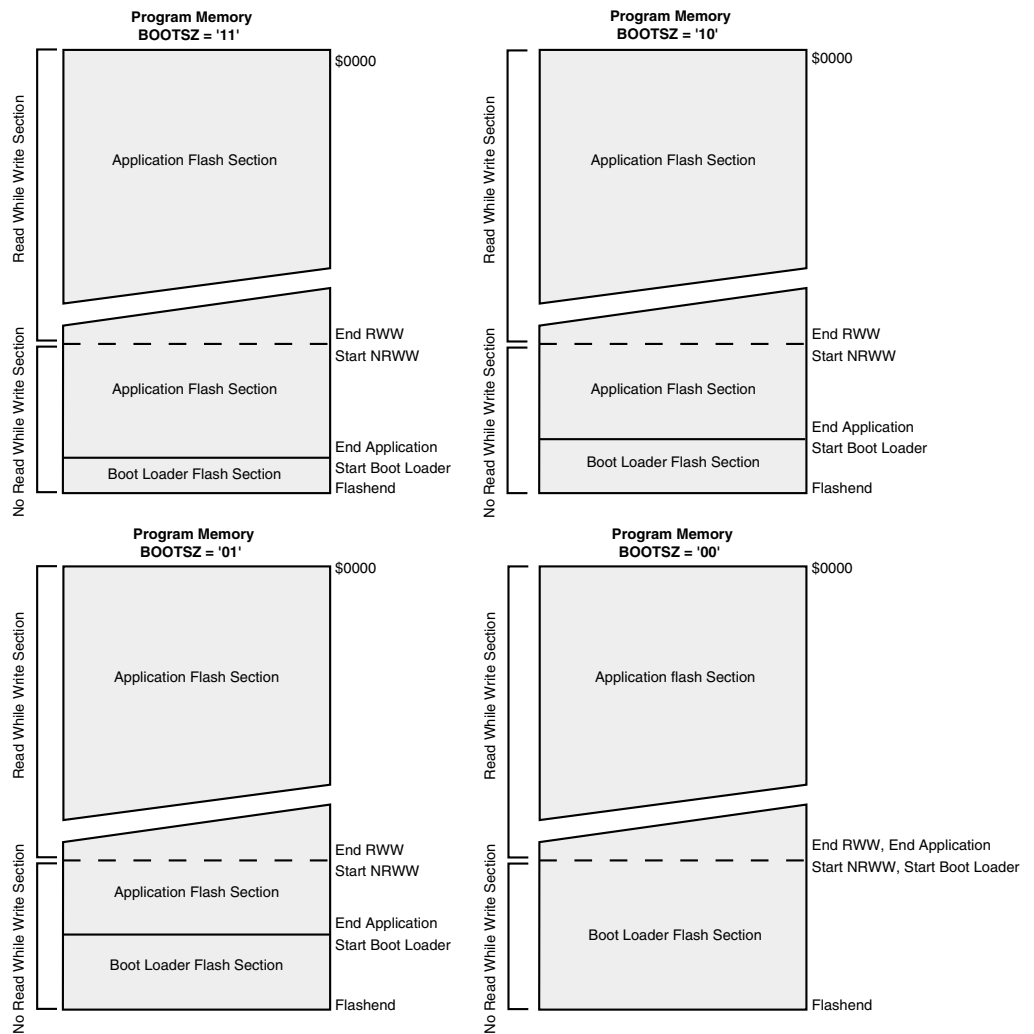 Program Memory
BOOTSZ = '11'
$0000
Read While Write Section
Application Flash Section
End RWW
Start NRWW
No Read While Write Section
Application Flash Section
End Application
Start Boot Loader
Boot Loader Flash Section
Flashend
Program Memory
BOOTSZ = '10'
$0000
Read While Write Section
Application Flash Section
End RWW
Start NRWW
No Read While Write Section
Application Flash Section
End Application
Start Boot Loader
Boot Loader Flash Section
Flashend
Program Memory
BOOTSZ = '01'
$0000
Read While Write Section
Application Flash Section
End RWW
Start NRWW
No Read While Write Section
Application Flash Section
End Application
Start Boot Loader
Boot Loader Flash Section
Flashend
Program Memory
BOOTSZ = '00'
$0000
Read While Write Section
Application flash Section
End RWW, End Application
Start NRWW, Start Boot Loader
No Read While Write Section
Boot Loader Flash Section
Flashend